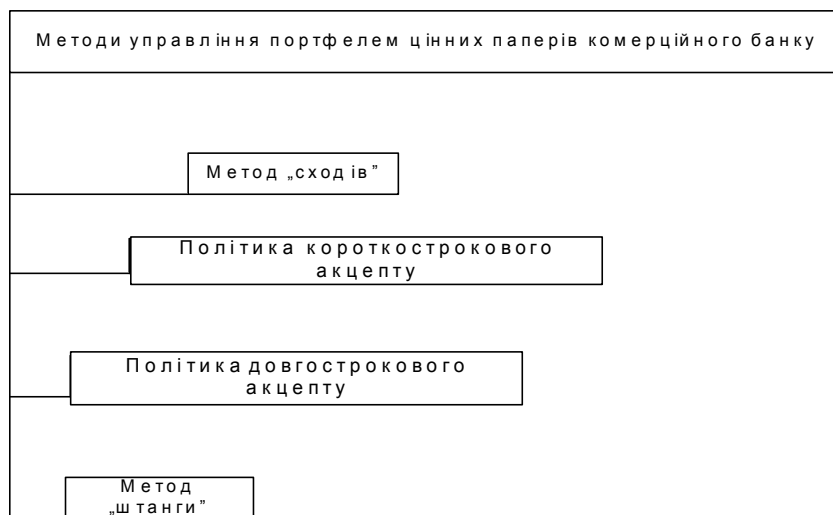 Методи управління портфелем цінних паперів комерційного банку
Метод „сходів”
Політика короткострокового
акцепту
Політика довгострокового
акцепту
Метод
„штанги”